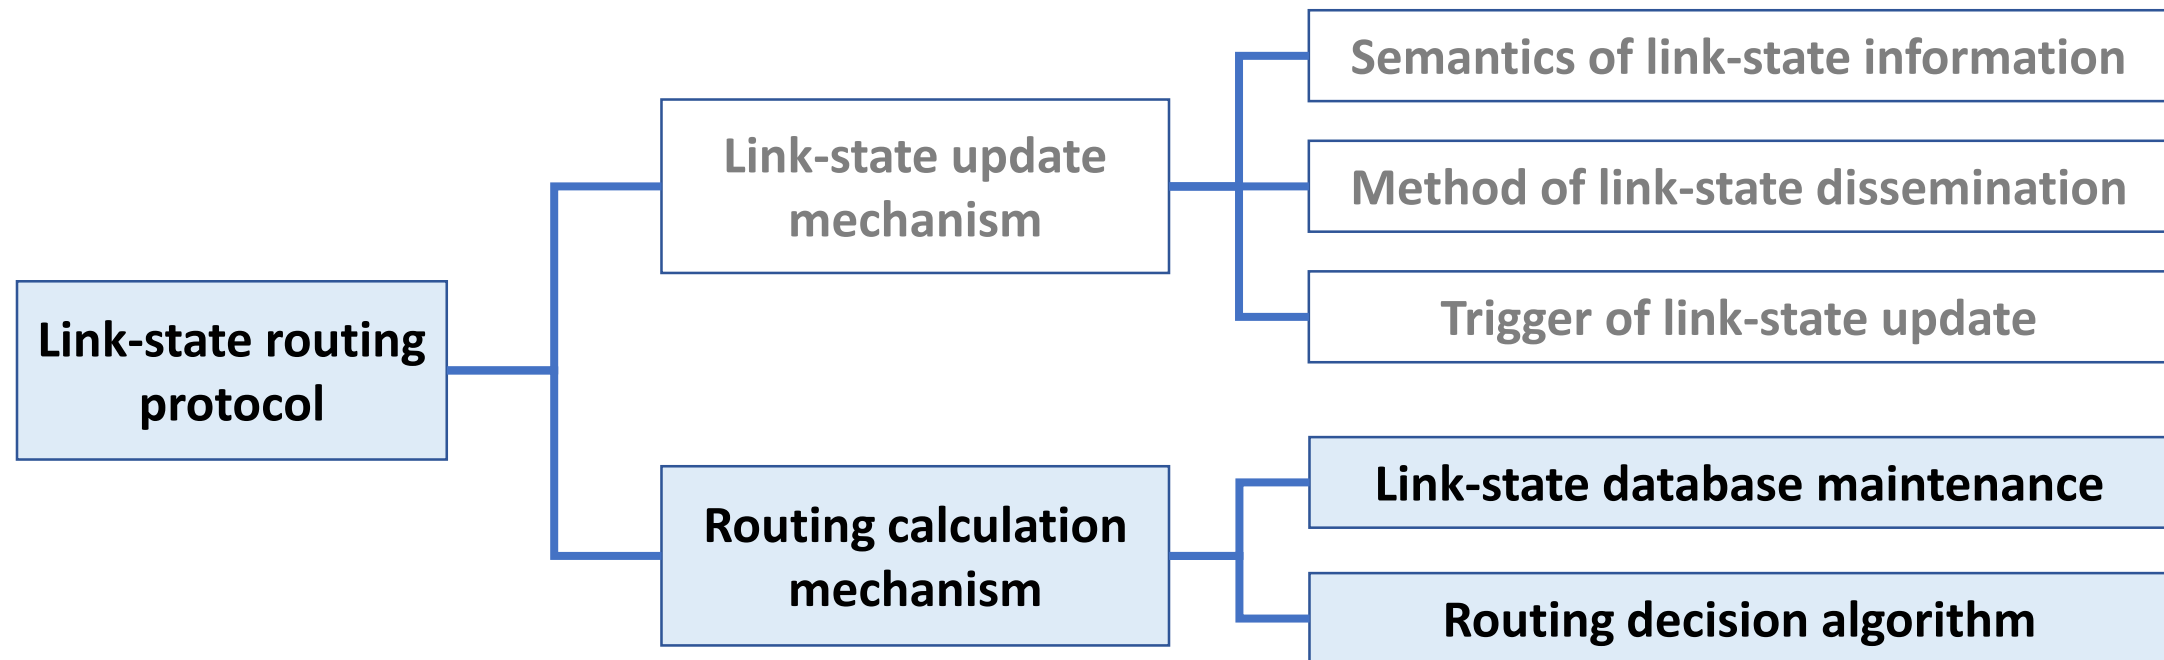 Link-state routing
protocol
Link-state update
mechanism
Semantics of link-state information
Method of link-state dissemination
Trigger of link-state update
Routing calculation
mechanism
Link-state database maintenance
Routing decision algorithm